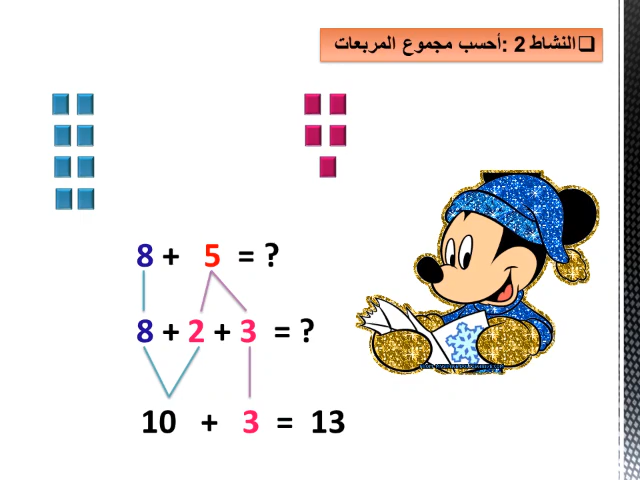 ❑النشاط 2 :أحسب مجموع المربعات
8 + 5 = ?
8 + 2 + 3 = ?
10 + 3 = 13